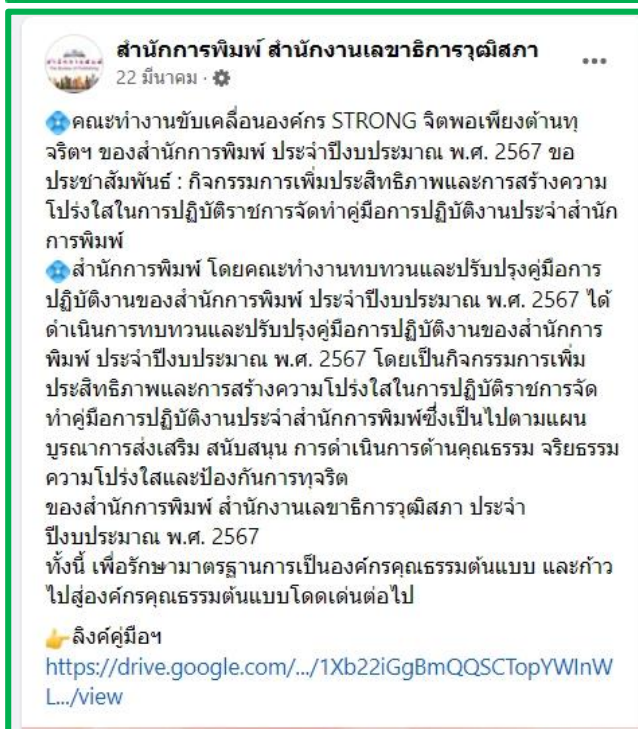 สำนักการพิมพ์ สำนักงานเลขาธิการวุฒิสภา
22 มีนาคม ·
💠คณะทำงานขับเคลื่อนองค์กร STRONG จิตพอเพียงต้านทุ
จริตฯ ของสำนักการพิมพ์ ประจำปีงบประมาณ พ.ศ. 2567 ขอ
ประชาสัมพันธ์ : กิจกรรมการเพิ่มประสิทธิภาพและการสร้างความ
โปร่งใสในการปฏิบัติราชการจัดทำคู่มือการปฏิบัติงานประจำสำนัก
การพิมพ์
💠สำนักการพิมพ์ โดยคณะทำงานทบทวนและปรับปรุงคู่มือการ
ปฏิบัติงานของสำนักการพิมพ์ ประจำปีงบประมาณ พ.ศ. 2567 ได้
ดำเนินการทบทวนและปรับปรุงคู่มือการปฏิบัติงานของสำนักการ
พิมพ์ ประจำปีงบประมาณ พ.ศ. 2567 โดยเป็นกิจกรรมการเพิ่ม
ประสิทธิภาพและการสร้างความโปร่งใสในการปฏิบัติราชการจัด
ทำคู่มือการปฏิบัติงานประจำสำนักการพิมพ์ซึ่งเป็นไปตามแผน
บูรณาการส่งเสริม สนับสนุน การดำเนินการด้านคุณธรรม จริยธรรม
ความโปร่งใสและป้องกันการทุจริต
ของสำนักการพิมพ์ สำนักงานเลขาธิการวุฒิสภา ประจำ
ปีงบประมาณ พ.ศ. 2567
ทั้งนี้ เพื่อรักษามาตรฐานการเป็นองค์กรคุณธรรมต้นแบบ และก้าว
ไปสู่องค์กรคุณธรรมต้นแบบโดดเด่นต่อไป
👉ลิงค์คู่มือฯ
https://drive.google.com/.../1Xb22iGgBmQQSCTopYWInW
L.../view